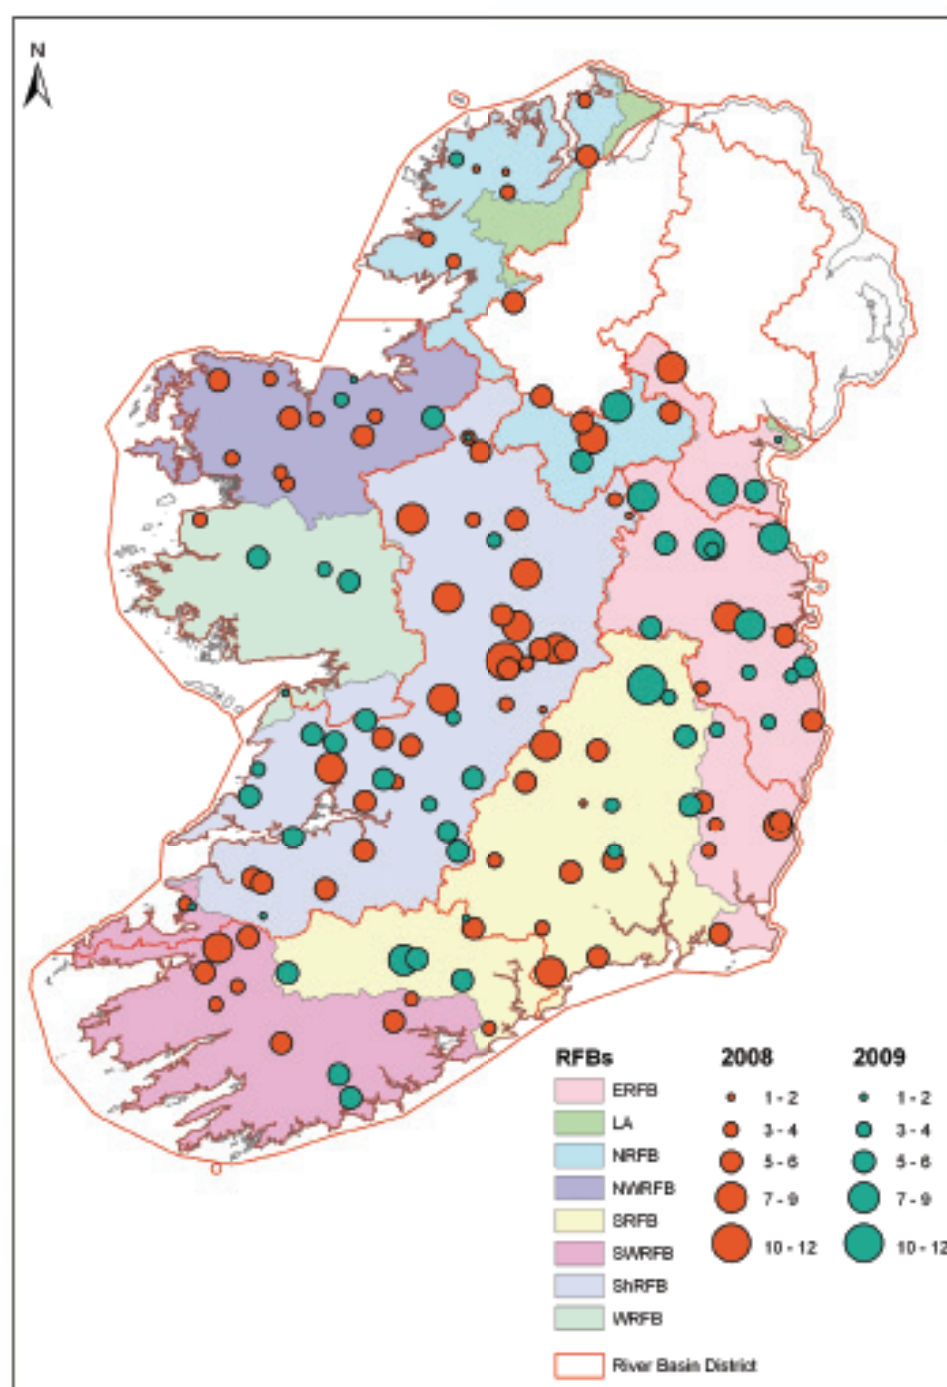 N
RFBs 2008 2009
ERFB 1 - 2 1 - 2
LA 3 - 4 3 - 4
NRFB 5 - 6 5 - 6
NWRFB 7 - 9 7 - 9
SRFB
SWRFB 10 - 12 10 - 12
ShRFB
WRFB
River Basin District